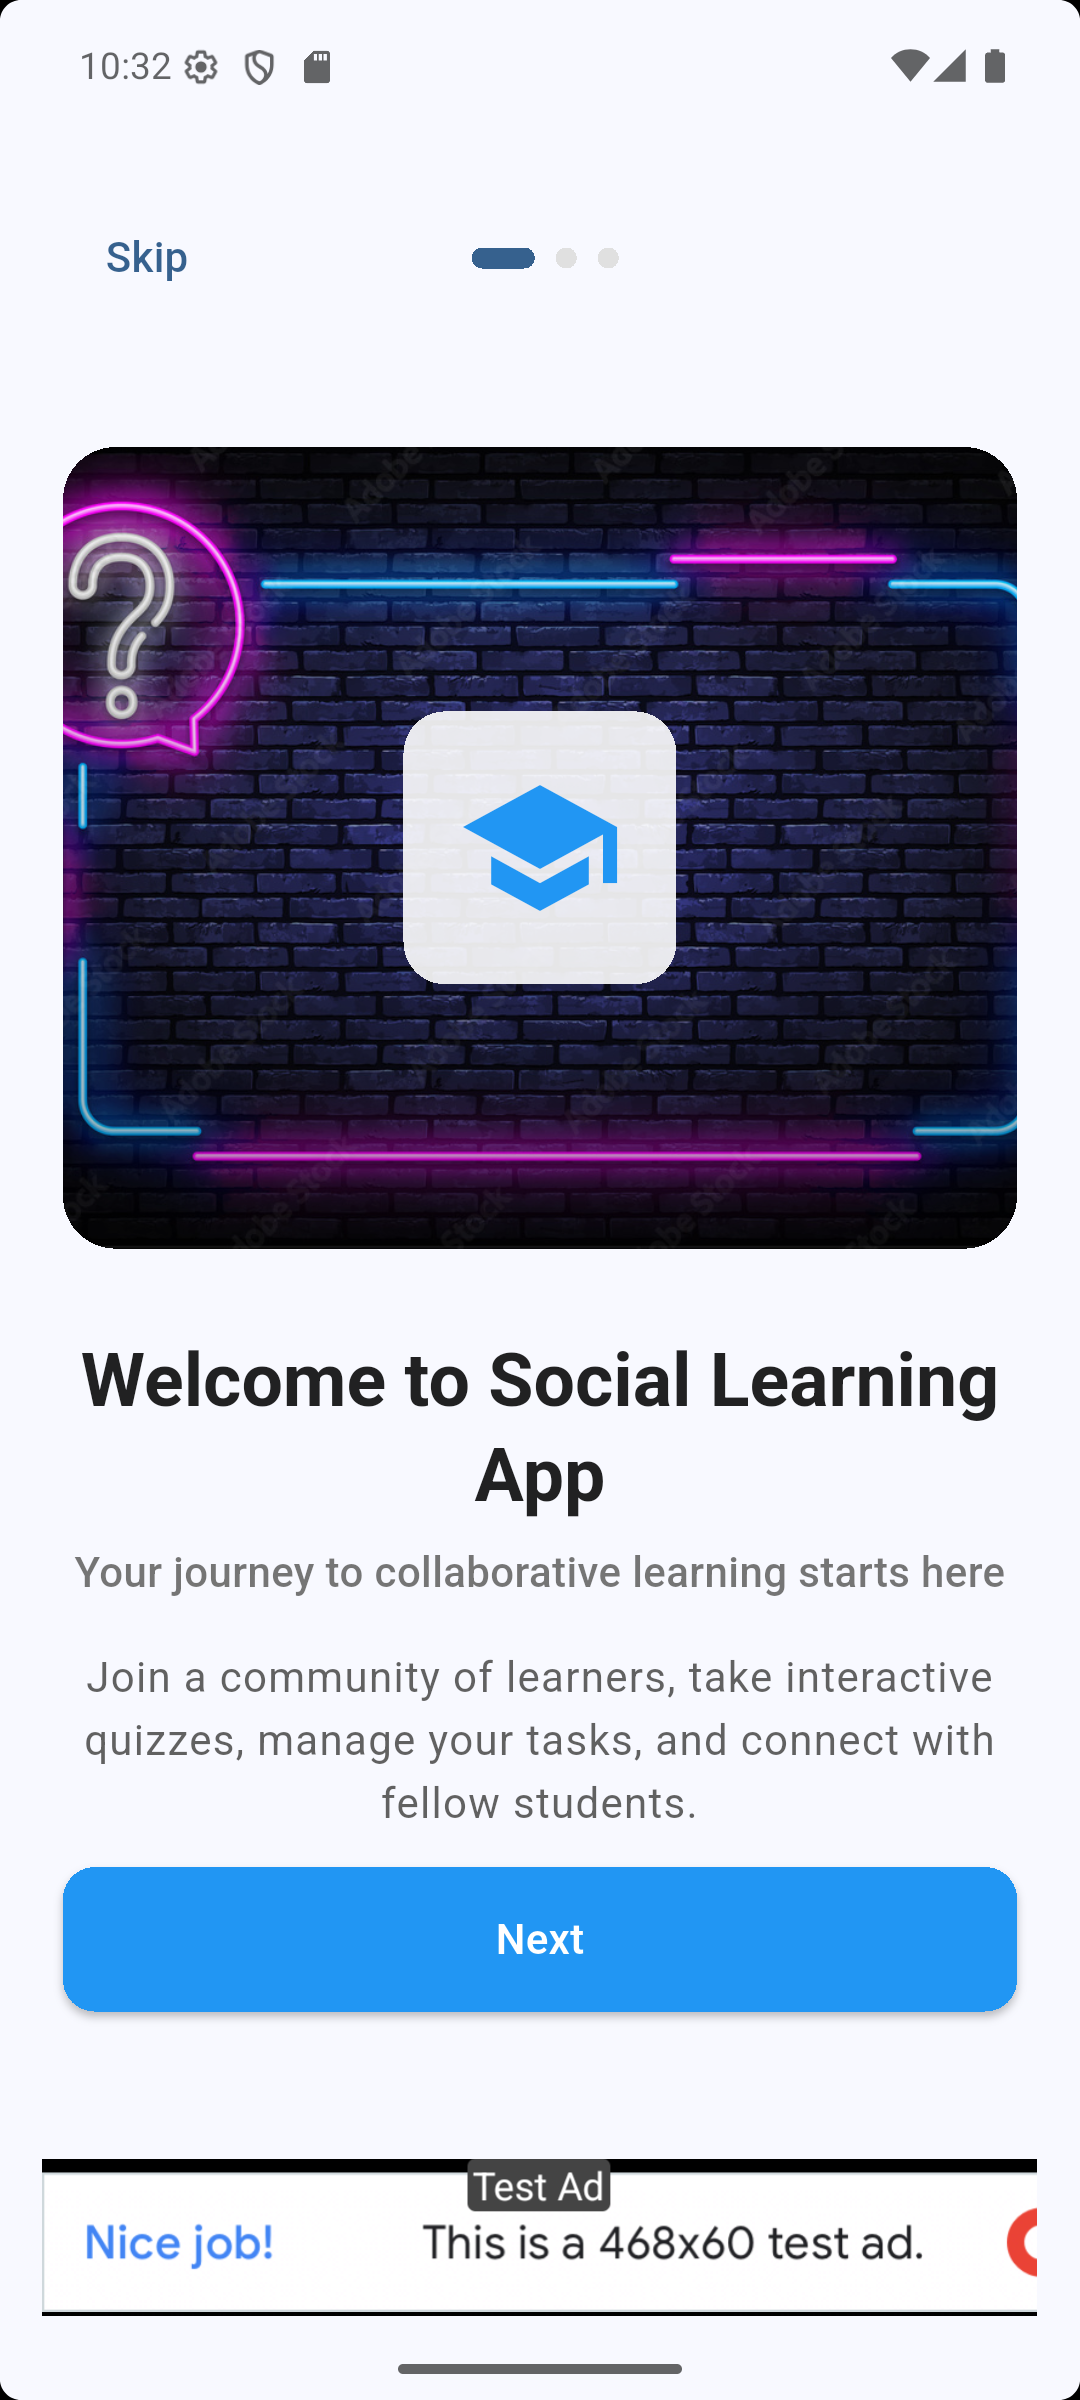 10:32
Skip
Adobe Stock
Welcome to Social Learning
App
Your journey to collaborative learning starts here
Join a community of learners, take interactive
quizzes, manage your tasks, and connect with
fellow students.
Next
Test Ad
Nice job!
This is a 468x60 test ad.